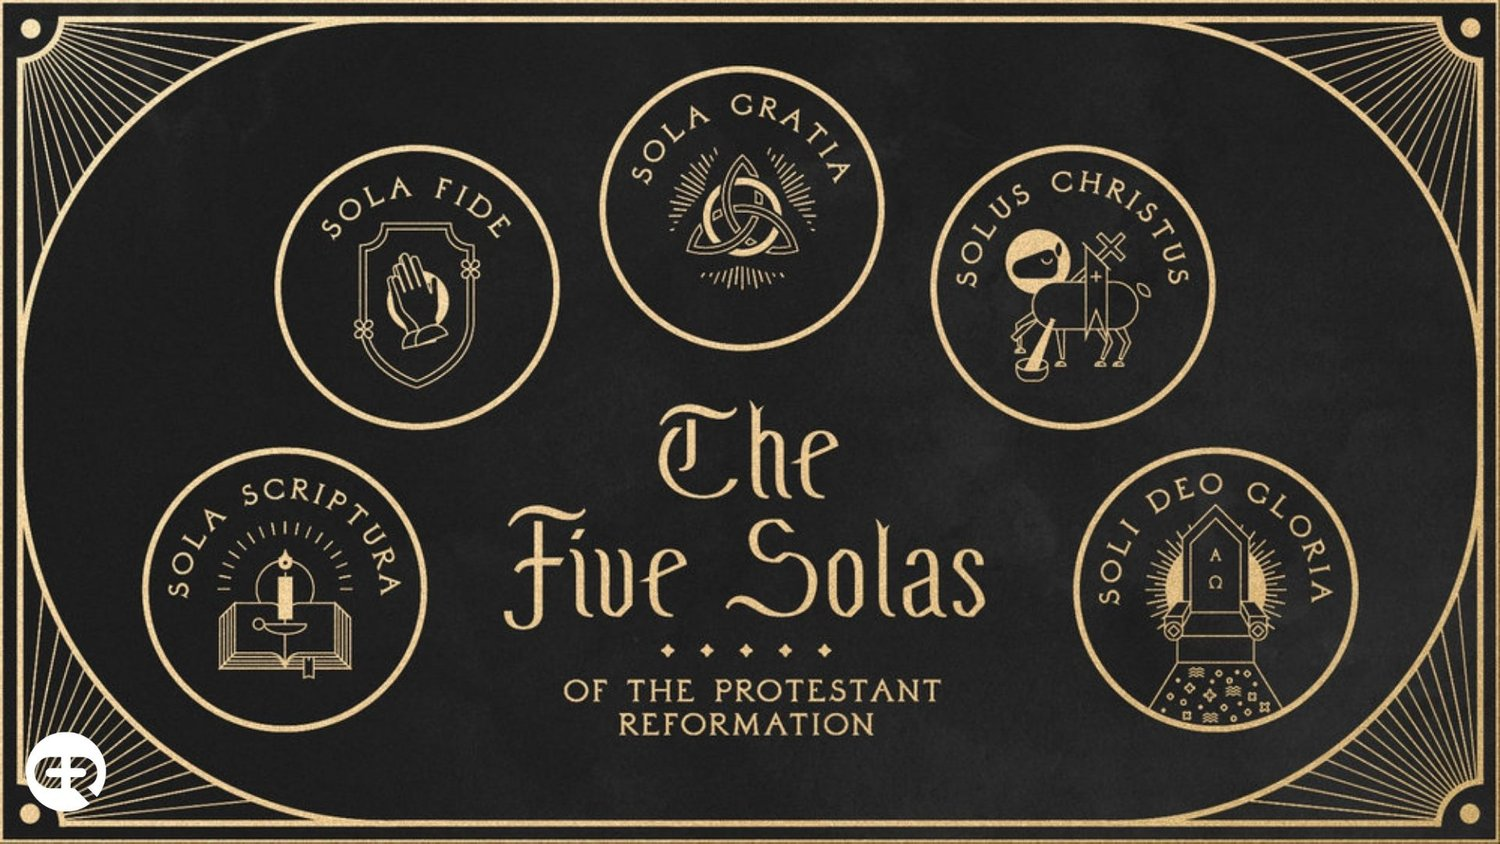 SOLA GRATIA
SOLA FIDE
SOLUS CHRISTUS
SOLA SCRIPTURA
SOLI DEO GLORIA
Α
Ω
The
Five Solas
OF THE PROTESTANT
REFORMATION